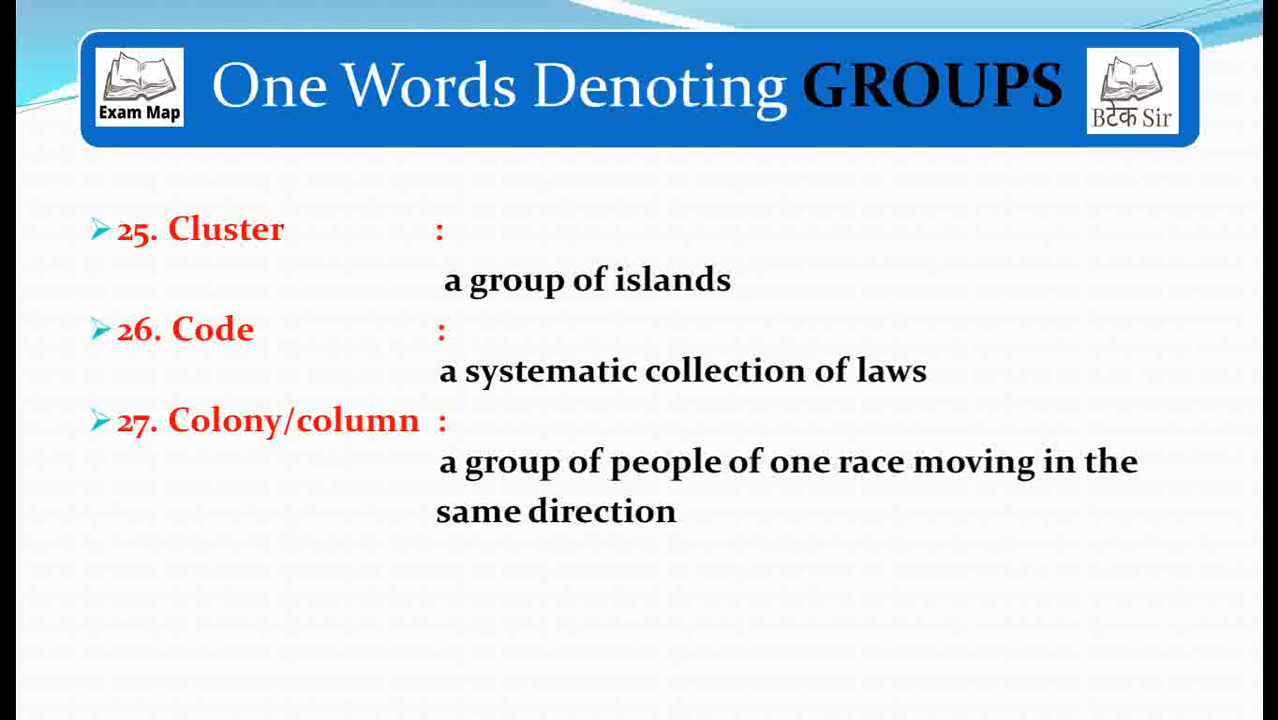 One Words Denoting GROUPS
Exam Map
Bटेक Sir
25. Cluster :
a group of islands
26. Code :
a systematic collection of laws
27. Colony/column :
a group of people of one race moving in the
same direction